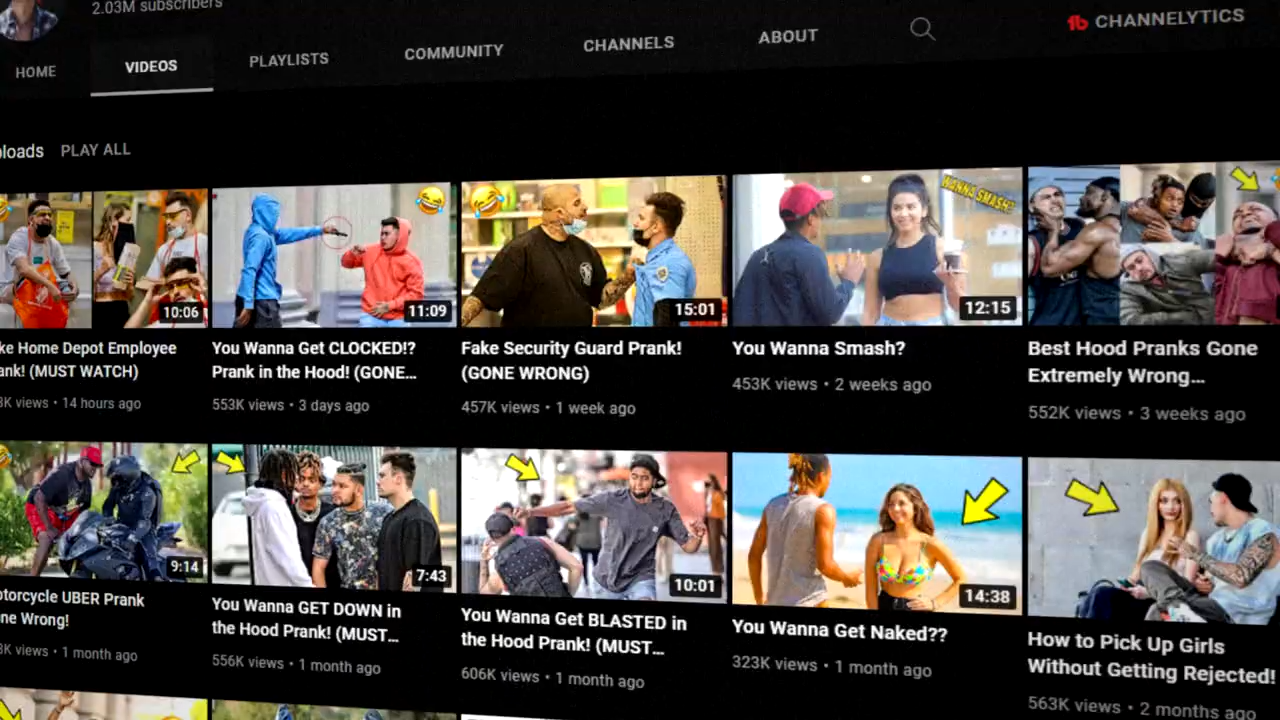 2.03M subscribers
CHANNELYTICS
HOME
VIDEOS
PLAYLISTS
COMMUNITY
CHANNELS
ABOUT
PLAY ALL
WANNA SMASH?
10:06
11:09
15:01
12:15
Home Depot Employee
(MUST WATCH)
views • 14 hours ago
You Wanna Get CLOCKED!?
Prank in the Hood! (GONE...
553K views • 3 days ago
Fake Security Guard Prank!
(GONE WRONG)
457K views • 1 week ago
You Wanna Smash?
453K views • 2 weeks ago
Best Hood Pranks Gone
Extremely Wrong...
552K views • 3 weeks ago
9:14
7:43
10:01
14:38
UBER Prank
Wrong!
views • 1 month ago
You Wanna GET DOWN in
the Hood Prank! (MUST...
556K views • 1 month ago
You Wanna Get BLASTED in
the Hood Prank! (MUST...
606K views • 1 month ago
You Wanna Get Naked??
323K views • 1 month ago
How to Pick Up Girls
Without Getting Rejected!
563K views • 2 months ago